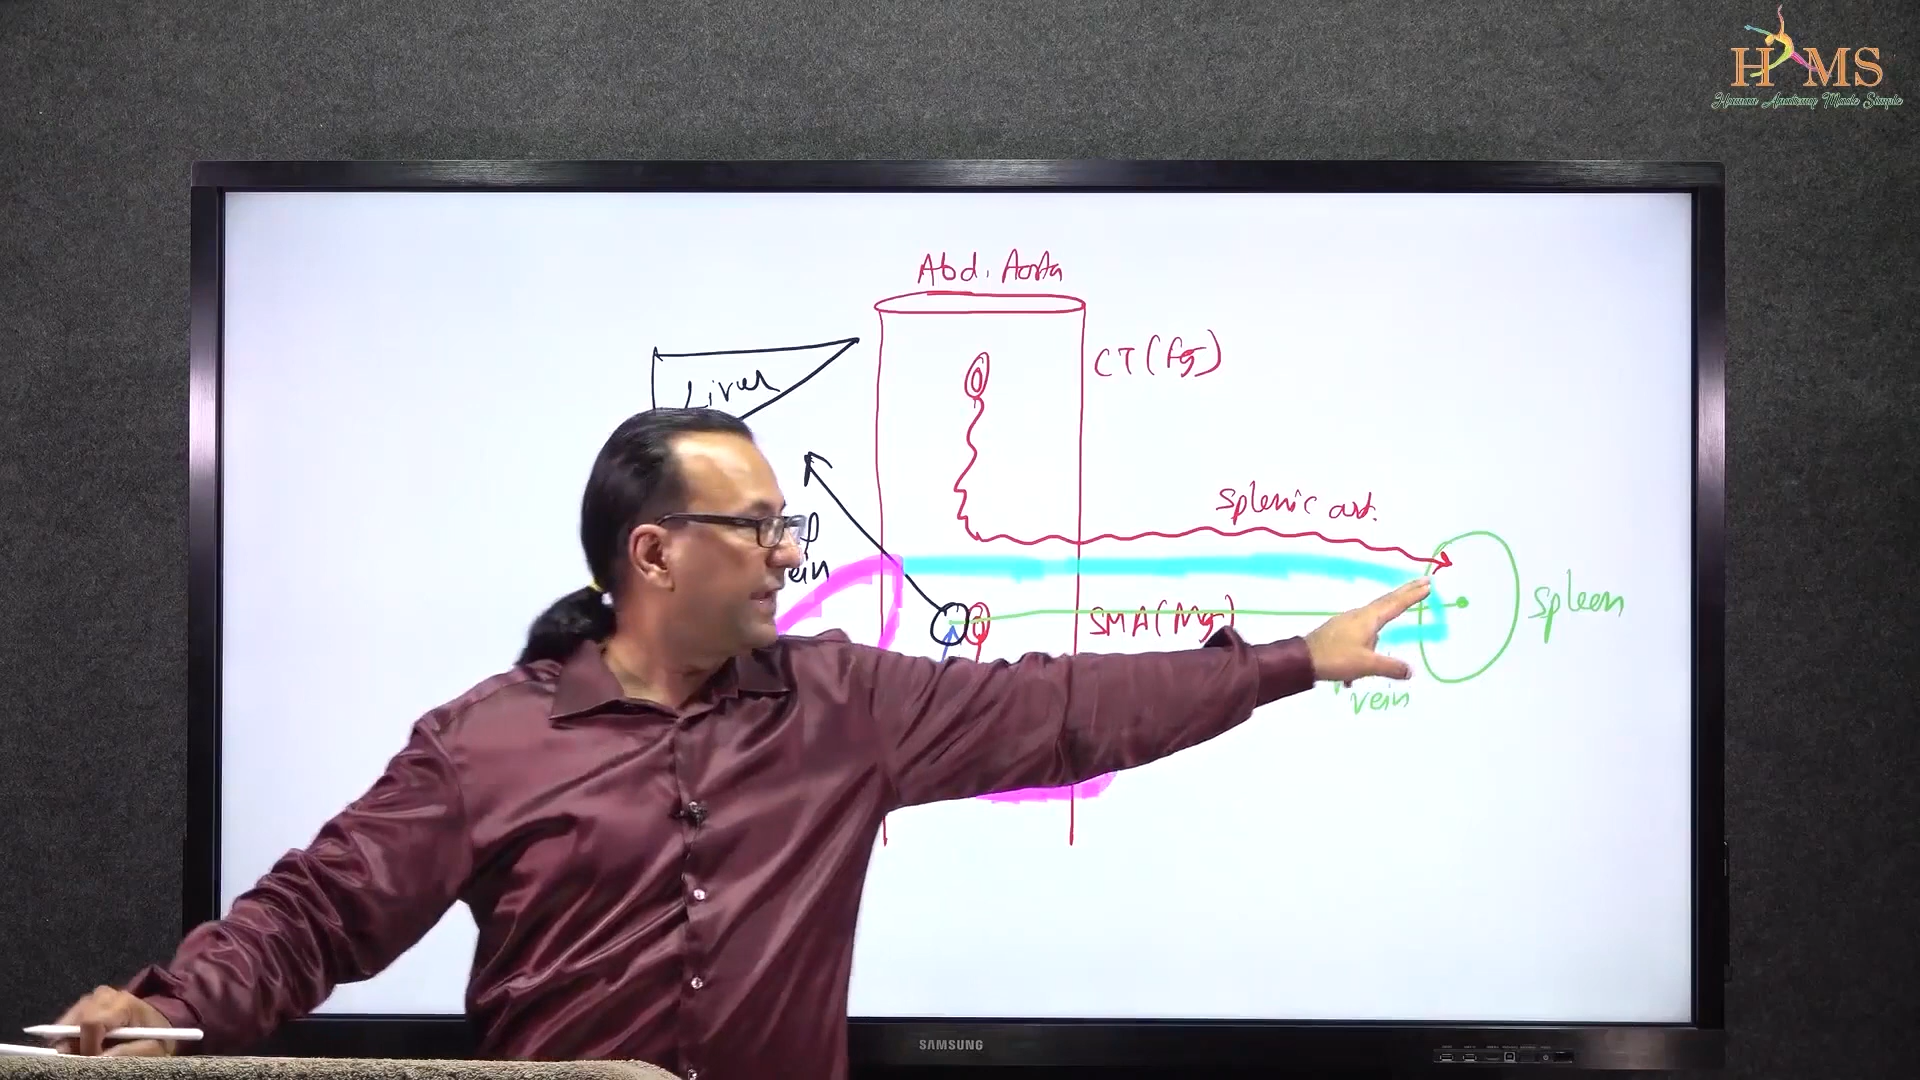 HAMS
Human Anatomy Made Simple
Abd. Aorta
CT (Fg)
Liver
splenic art.
SMA (Mg)
Spleen
vein
SAMSUNG